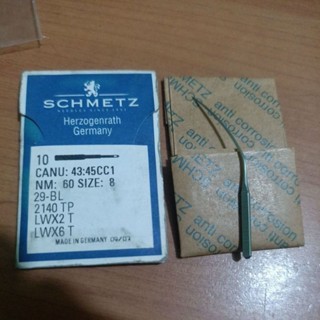 SCHMETZ
Herzogenrath
Germany
10
CANU: 43:45CC1
NM: 60 SIZE: 8
29-BL
2140 TP
LWX2 T
LWX6 T
MADE IN GERMANY
anti corrosion
SCHMETZ
anti corrosion